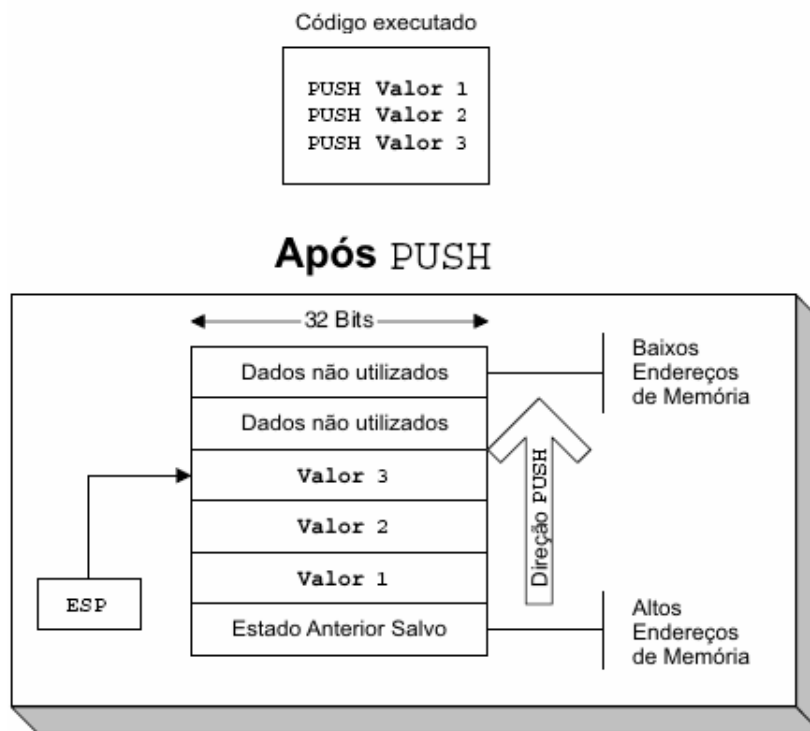 Código executado
PUSH Valor 1
PUSH Valor 2
PUSH Valor 3
Após PUSH
32 Bits
Dados não utilizados
Dados não utilizados
Valor 3
Valor 2
Valor 1
Estado Anterior Salvo
ESP
Direção PUSH
Baixos
Endereços
de Memória
Altos
Endereços
de Memória